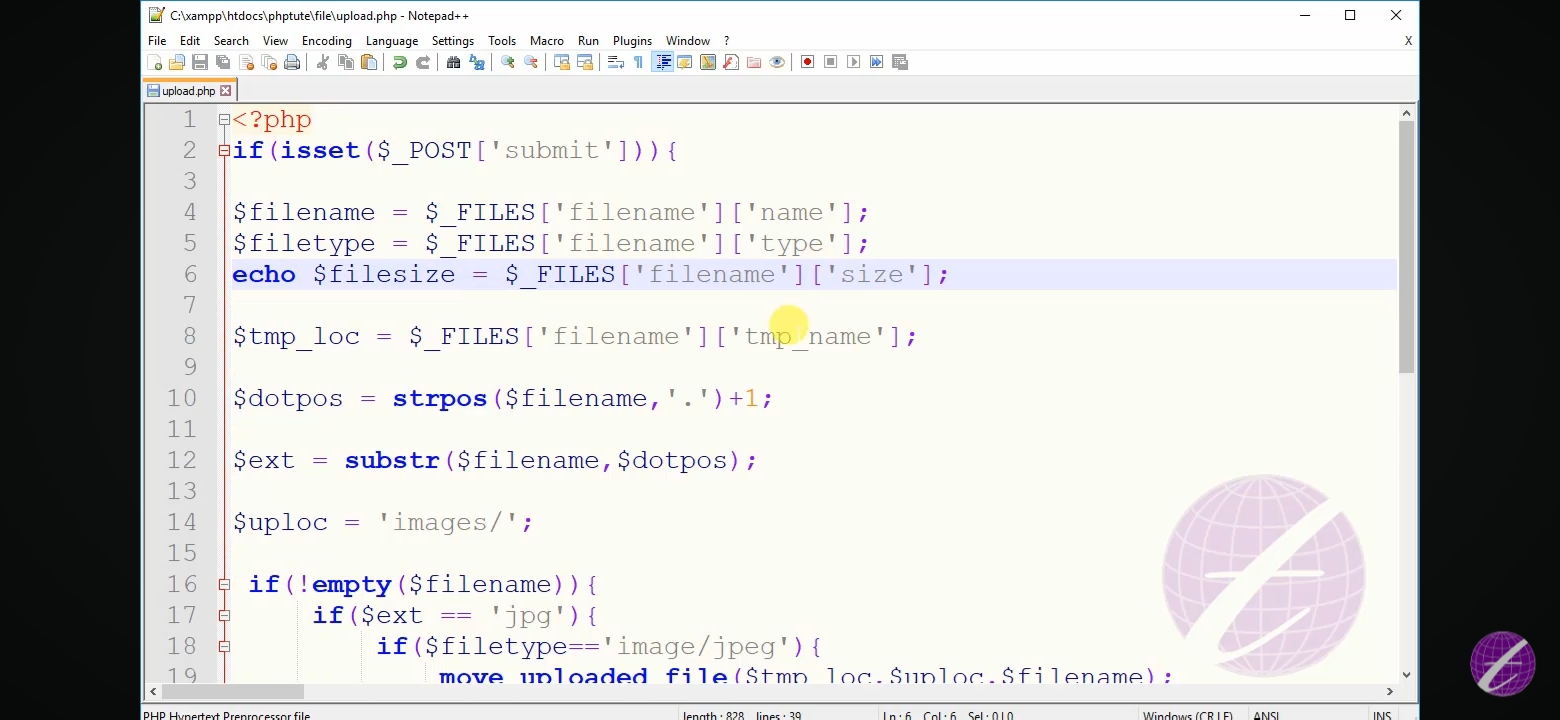 C:\xampp\htdocs\phptute\file\upload.php - Notepad++
File Edit Search View Encoding Language Settings Tools Macro Run Plugins Window ? X
upload.php
1 <?php
2 if(isset($_POST['submit'])){
3
4 $filename = $_FILES['filename']['name'];
5 $filetype = $_FILES['filename']['type'];
6 echo $filesize = $_FILES['filename']['size'];
7
8 $tmp_loc = $_FILES['filename']['tmp_name'];
9
10 $dotpos = strpos($filename,'.')+1;
11
12 $ext = substr($filename,$dotpos);
13
14 $uploc = 'images/';
15
16 if(!empty($filename)){
17 if($ext == 'jpg'){
18 if($filetype=='image/jpeg'){
19 move_uploaded_file($tmp_loc,$uploc.$filename);
PHP Hypertext Preprocessor file length : 828 lines : 39 Ln : 6 Col : 6 Sel : 0 | 0 Windows (CR LF) ANSI INS